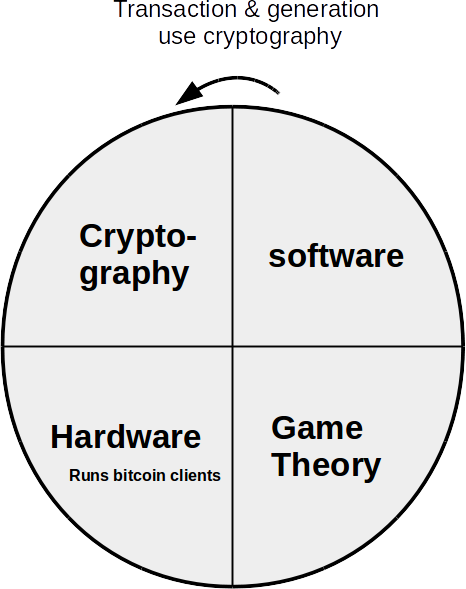 Transaction & generation
use cryptography
Crypto-
graphy
software
Hardware
Runs bitcoin clients
Game
Theory